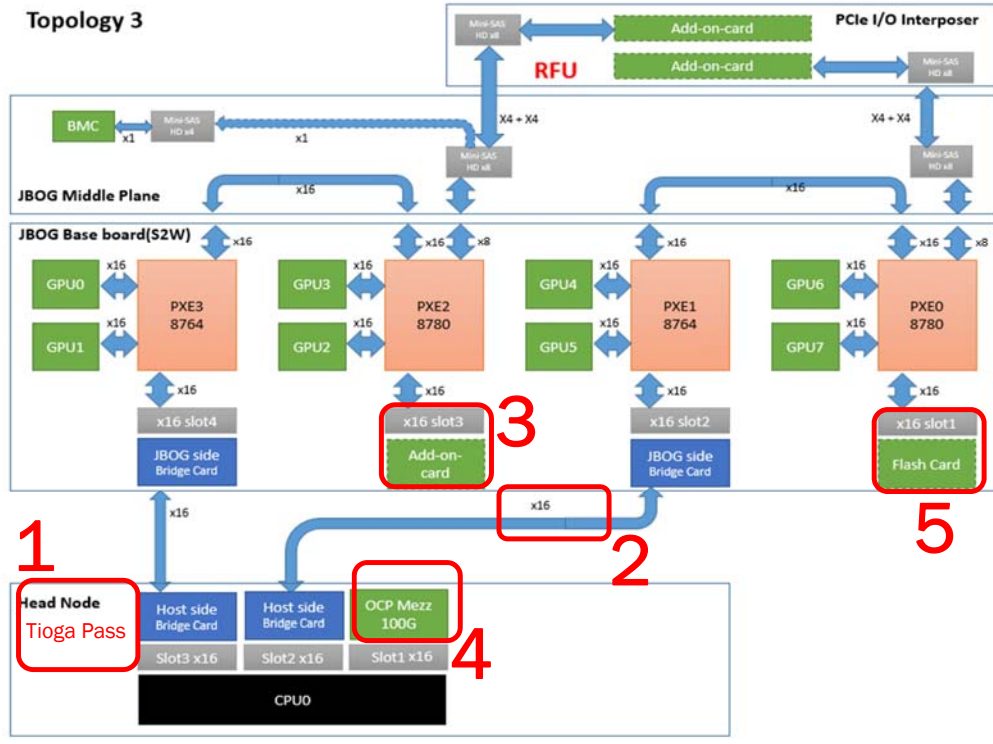 Topology 3
PCIe I/O Interposer
Mini-SAS
HD x8
Add-on-card
Add-on-card
RFU
Mini-SAS
HD x8
BMC
x1
Mini-SAS
HD x4
x1
X4 + X4
X4 + X4
Mini-SAS
HD x8
Mini-SAS
HD x8
x16
x16
JBOG Middle Plane
JBOG Base board(S2W)
x16
x16
x8
x16
x16
x8
GPU0
x16
GPU1
x16
PXE3
8764
GPU3
x16
GPU2
x16
PXE2
8780
GPU4
x16
GPU5
x16
PXE1
8764
GPU6
x16
GPU7
x16
PXE0
8780
x16
x16
x16
x16
x16 slot4
x16 slot3
x16 slot2
x16 slot1
3
JBOG side
Bridge Card
Add-on-
card
JBOG side
Bridge Card
Flash Card
5
x16
x16
1
2
Head Node
Tioga Pass
Host side
Bridge Card
Host side
Bridge Card
OCP Mezz
100G
4
Slot3 x16
Slot2 x16
Slot1 x16
CPU0